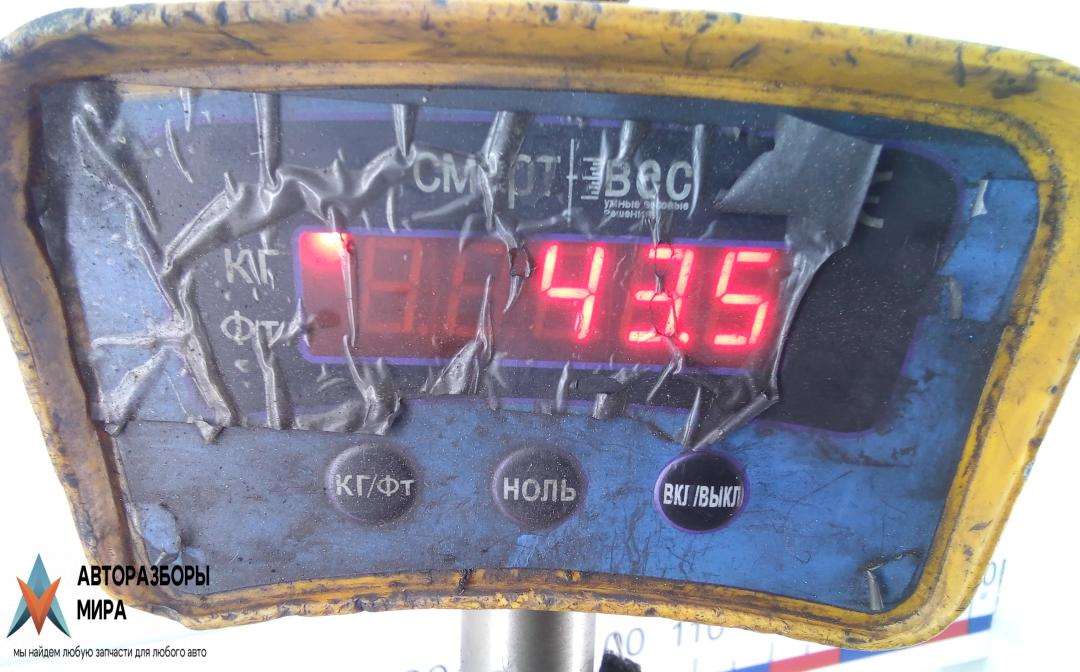 смарт вес
умные весовые
решения
КГ
43.5
Фт
КГ/Фт НОЛЬ ВКЛ/ВЫКЛ
АВТОРАЗБОРЫ
МИРА
мы найдем любую запчасти для любого авто
110